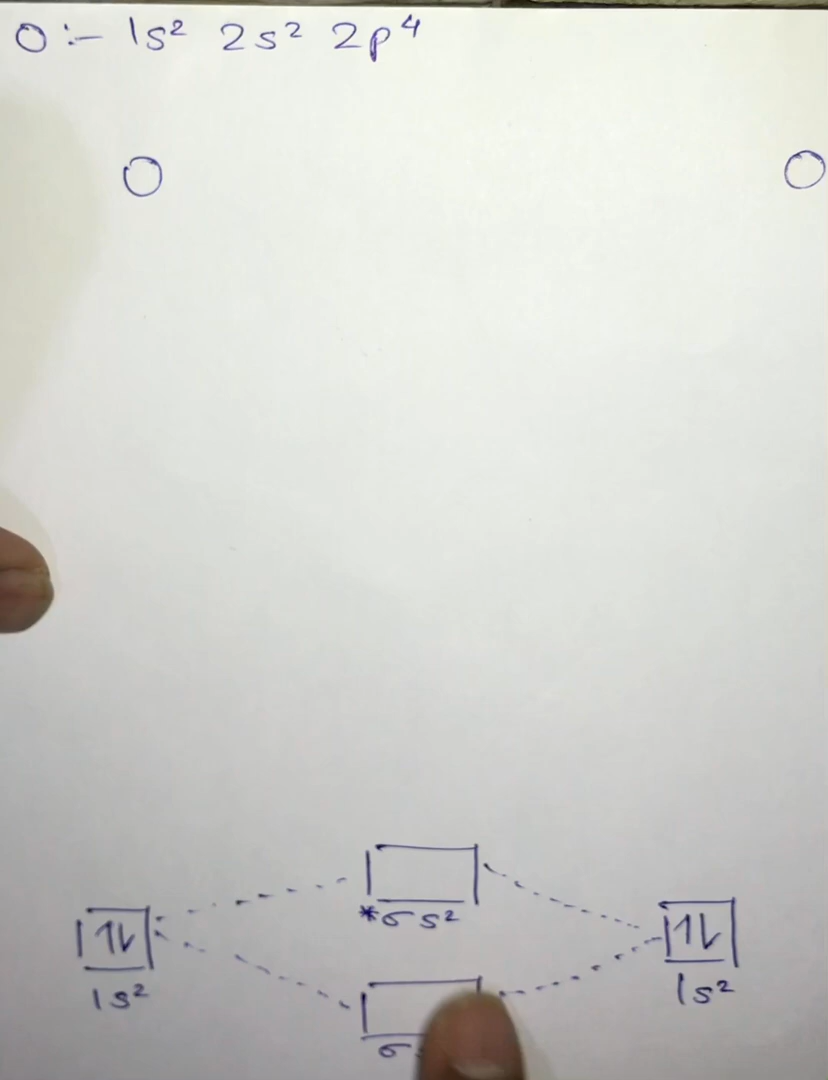 O :- 1s² 2s² 2p⁴
O O
⥮ ⥮
*σs²
1s² 1s²
σ